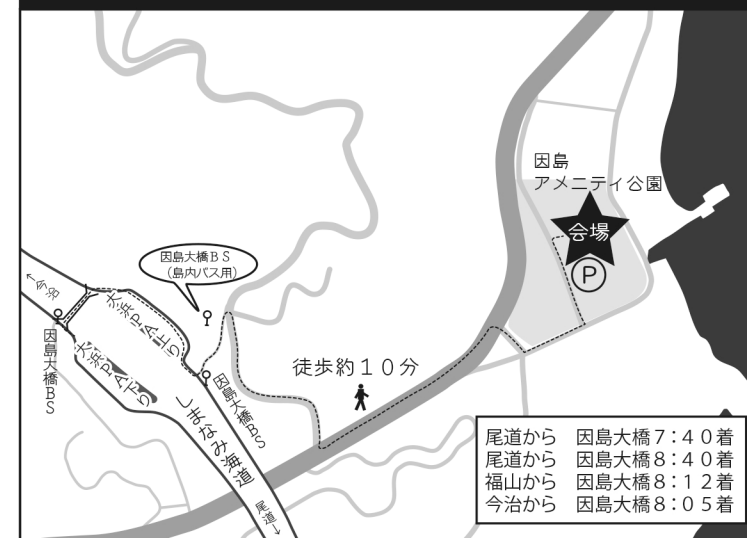 因島
アメニティ公園
会場
P
因島大橋BS
(島内バス用)
↑今治
大浜PA上り
大浜PA下り
因島大橋BS
因島大橋BS
しまなみ海道
尾道↓
徒歩約10分
尾道から 因島大橋7:40着
尾道から 因島大橋8:40着
福山から 因島大橋8:12着
今治から 因島大橋8:05着